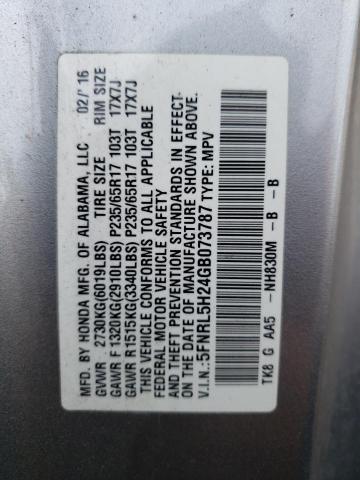 MFD. BY HONDA MFG. OF ALABAMA, LLC 02/'16
GVWR 2730KG(6019LBS) TIRE SIZE RIM SIZE
GAWR F 1320KG(2910LBS) P235/65R17 103T 17X7J
GAWR R 1515KG(3340LBS) P235/65R17 103T 17X7J
THIS VEHICLE CONFORMS TO ALL APPLICABLE
FEDERAL MOTOR VEHICLE SAFETY
AND THEFT PREVENTION STANDARDS IN EFFECT
ON THE DATE OF MANUFACTURE SHOWN ABOVE.
V.I.N.: 5FNRL5H24GB073787 TYPE: MPV
TK8 G AA5 -NH830M - B - B